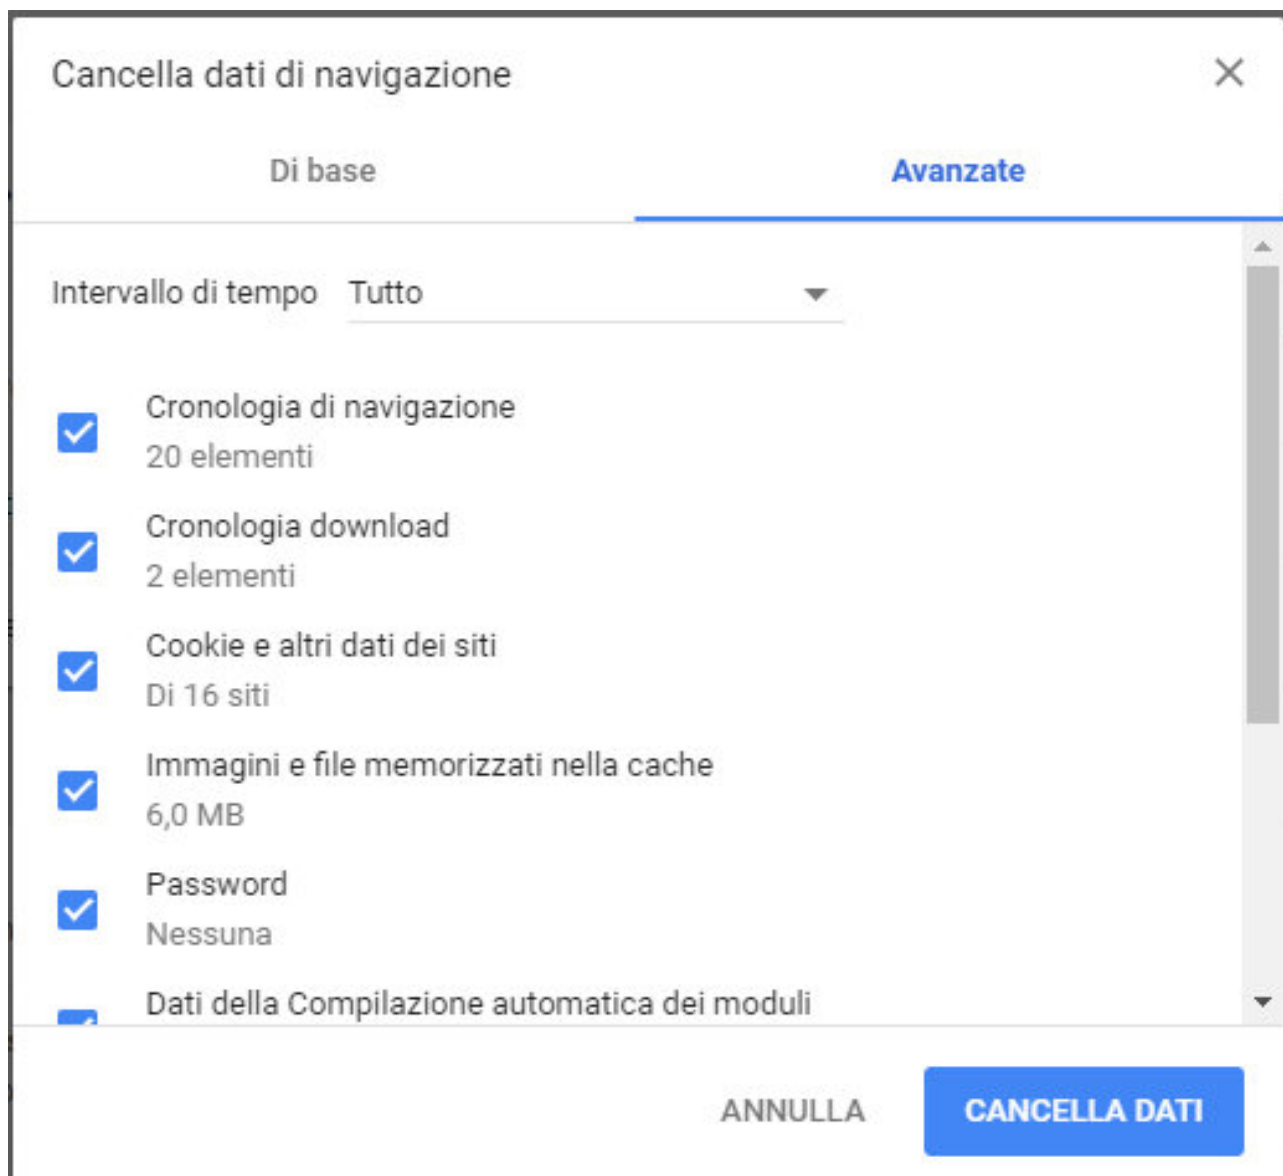 Cancella dati di navigazione
Di base
Avanzate
Intervallo di tempo Tutto
Cronologia di navigazione
20 elementi
Cronologia download
2 elementi
Cookie e altri dati dei siti
Di 16 siti
Immagini e file memorizzati nella cache
6,0 MB
Password
Nessuna
Dati della Compilazione automatica dei moduli
ANNULLA
CANCELLA DATI